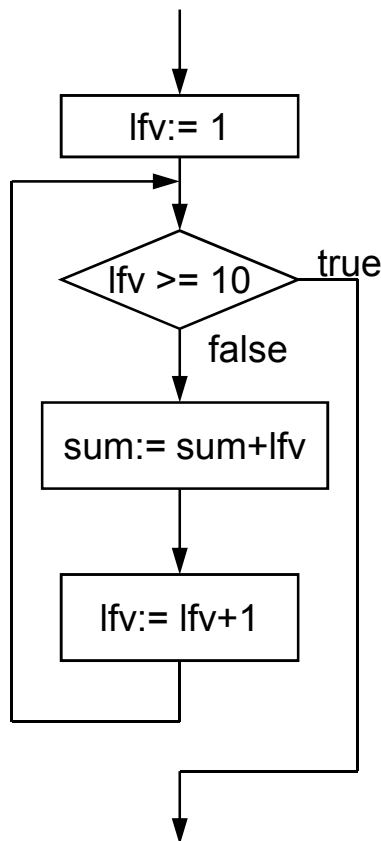 lfv:= 1
lfv >= 10
true
false
sum:= sum+lfv
lfv:= lfv+1